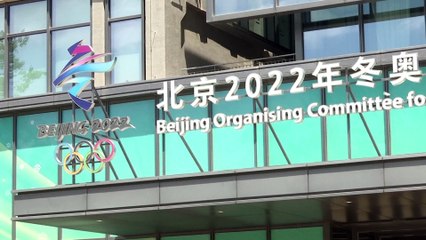 北京2022年冬奥
Beijing Organising Committee fo
BEIJING 2022